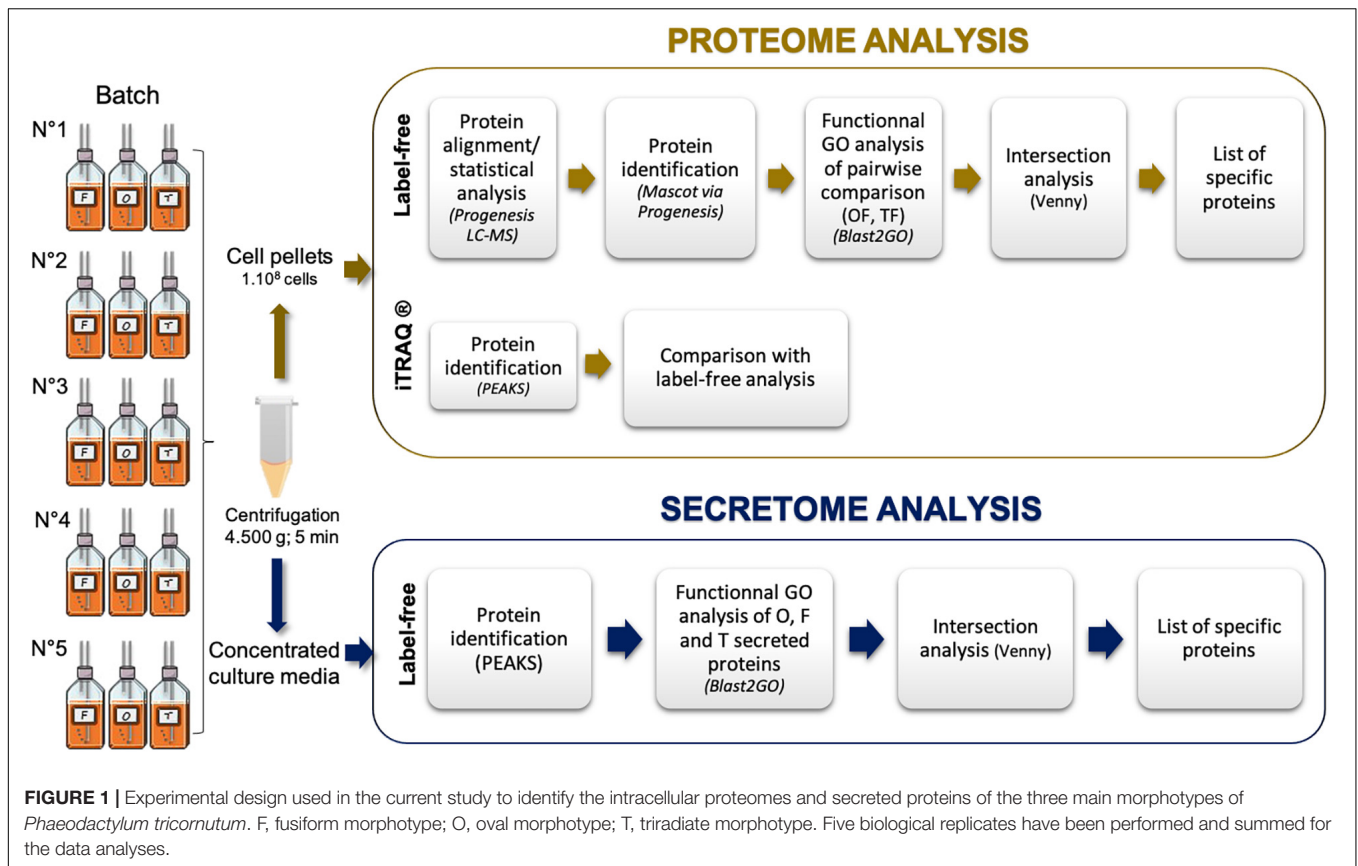 PROTEOME ANALYSIS
Batch
N°1
F O T
N°2
F O T
N°3
F O T
N°4
F O T
N°5
F O T
Cell pellets
1.10⁸ cells
Centrifugation
4.500 g; 5 min
Concentrated
culture media
Label-free
Protein
alignment/
statistical
analysis
(Progenesis
LC-MS)
Protein
identification
(Mascot via
Progenesis)
Functionnal
GO analysis
of pairwise
comparison
(OF, TF)
(Blast2GO)
Intersection
analysis
(Venny)
List of
specific
proteins
iTRAQ ®
Protein
identification
(PEAKS)
Comparison with
label-free analysis
SECRETOME ANALYSIS
Label-free
Protein
identification
(PEAKS)
Functionnal GO
analysis of O, F
and T secreted
proteins
(Blast2GO)
Intersection
analysis (Venny)
List of specific
proteins
FIGURE 1 | Experimental design used in the current study to identify the intracellular proteomes and secreted proteins of the three main morphotypes of
Phaeodactylum tricornutum. F, fusiform morphotype; O, oval morphotype; T, triradiate morphotype. Five biological replicates have been performed and summed for
the data analyses.